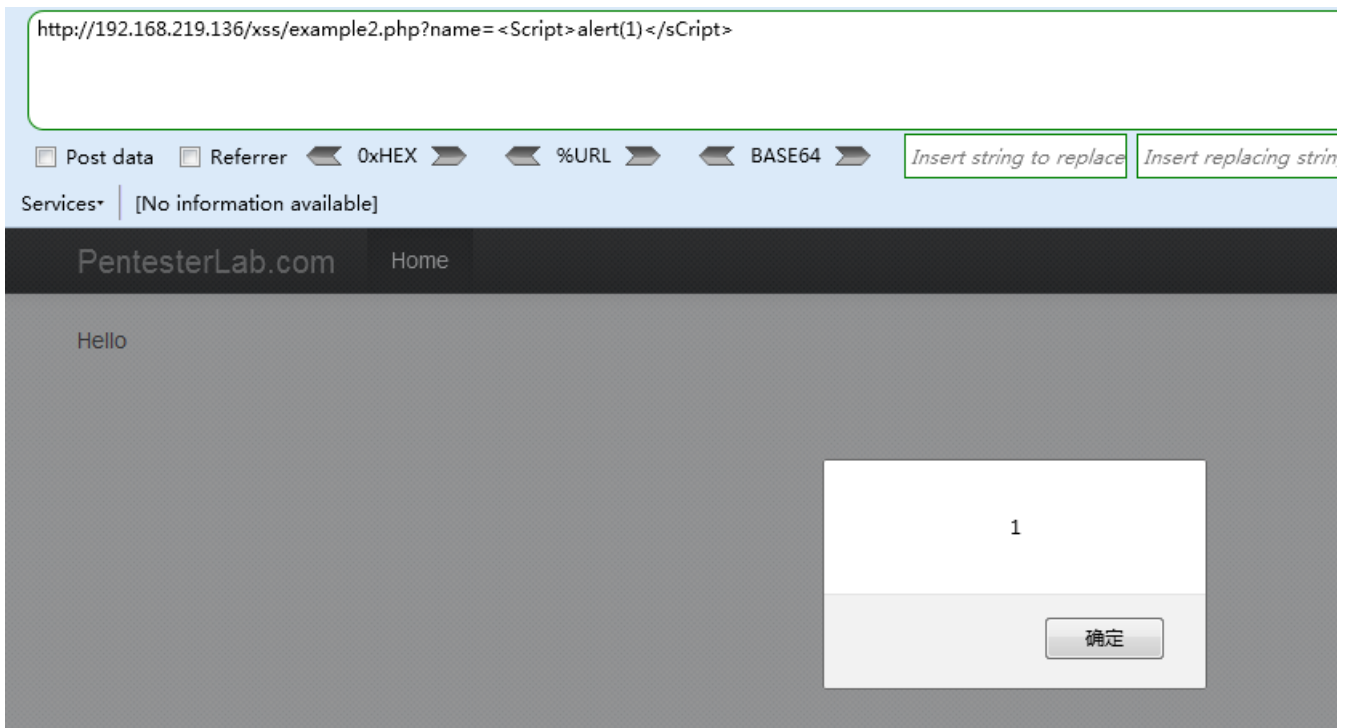 http://192.168.219.136/xss/example2.php?name=<Script>alert(1)</sCript>
Post data Referrer 0xHEX %URL BASE64 Insert string to replace Insert replacing strin
Services [No information available]
PentesterLab.com Home
Hello
1
确定